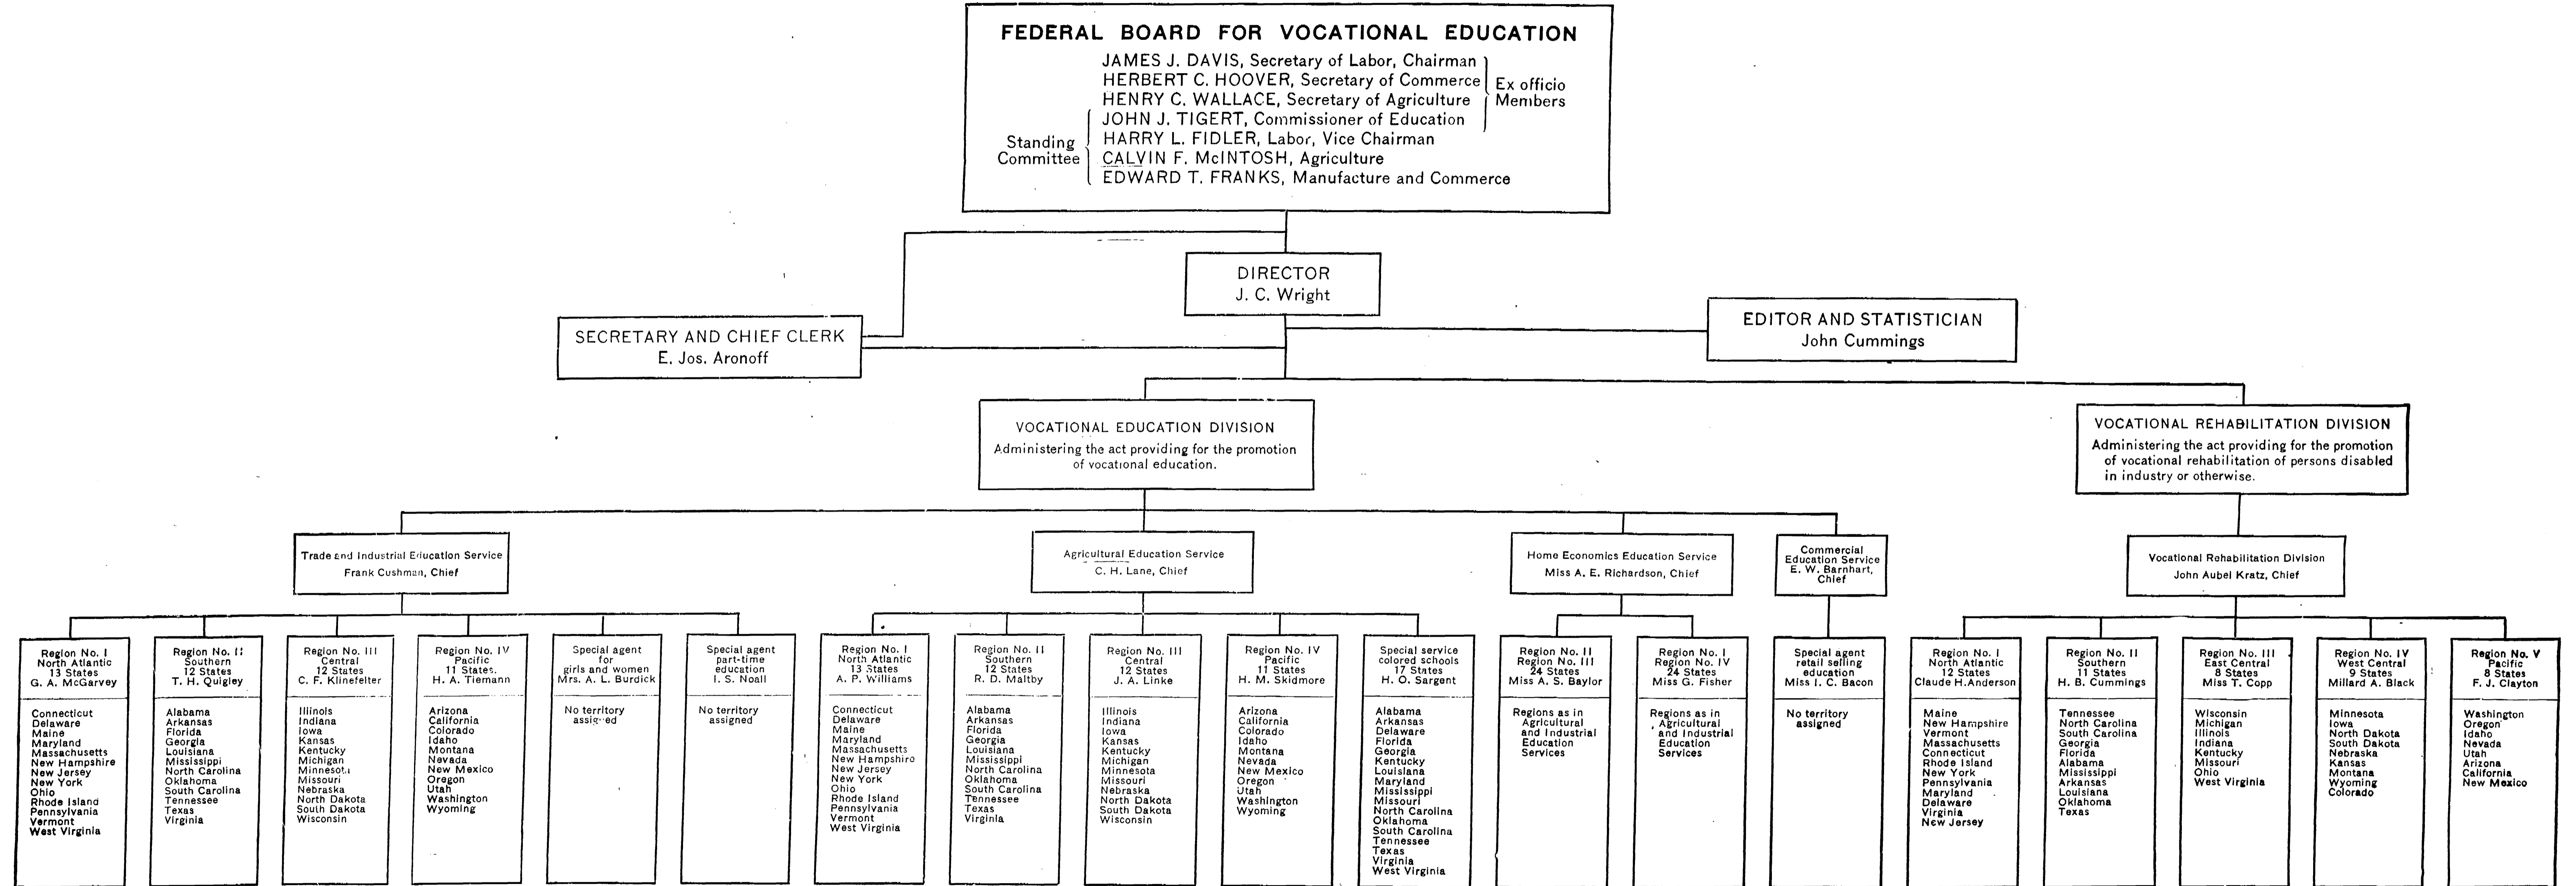 FEDERAL BOARD FOR VOCATIONAL EDUCATION
JAMES J. DAVIS, Secretary of Labor, Chairman
HERBERT C. HOOVER, Secretary of Commerce
HENRY C. WALLACE, Secretary of Agriculture
JOHN J. TIGERT, Commissioner of Education
HARRY L. FIDLER, Labor, Vice Chairman
CALVIN F. McINTOSH, Agriculture
EDWARD T. FRANKS, Manufacture and Commerce
Ex officio
Members
Standing
Committee
DIRECTOR
J. C. Wright
SECRETARY AND CHIEF CLERK
E. Jos. Aronoff
EDITOR AND STATISTICIAN
John Cummings
VOCATIONAL EDUCATION DIVISION
Administering the act providing for the promotion
of vocational education.
VOCATIONAL REHABILITATION DIVISION
Administering the act providing for the promotion
of vocational rehabilitation of persons disabled
in industry or otherwise.
Trade and Industrial Education Service
Frank Cushman, Chief
Agricultural Education Service
C. H. Lane, Chief
Home Economics Education Service
Miss A. E. Richardson, Chief
Commercial
Education Service
E. W. Barnhart,
Chief
Vocational Rehabilitation Division
John Aubel Kratz, Chief
Region No. I
North Atlantic
13 States
G. A. McGarvey
Connecticut
Delaware
Maine
Maryland
Massachusetts
New Hampshire
New Jersey
New York
Ohio
Rhode Island
Pennsylvania
Vermont
West Virginia
Region No. II
Southern
12 States
T. H. Quigley
Alabama
Arkansas
Florida
Georgia
Louisiana
Mississippi
North Carolina
Oklahoma
South Carolina
Tennessee
Texas
Virginia
Region No. III
Central
12 States
C. F. Klinefelter
Illinois
Indiana
Iowa
Kansas
Kentucky
Michigan
Minnesota
Missouri
Nebraska
North Dakota
South Dakota
Wisconsin
Region No. IV
Pacific
11 States.
H. A. Tiemann
Arizona
California
Colorado
Idaho
Montana
Nevada
New Mexico
Oregon
Utah
Washington
Wyoming
Special agent
for
girls and women
Mrs. A. L. Burdick
No territory
assigned
Special agent
part-time
education
I. S. Noall
No territory
assigned
Region No. I
North Atlantic
13 States
A. P. Williams
Connecticut
Delaware
Maine
Maryland
Massachusetts
New Hampshire
New Jersey
New York
Ohio
Rhode Island
Pennsylvania
Vermont
West Virginia
Region No. II
Southern
12 States
R. D. Maltby
Alabama
Arkansas
Florida
Georgia
Louisiana
Mississippi
North Carolina
Oklahoma
South Carolina
Tennessee
Texas
Virginia
Region No. III
Central
12 States
J. A. Linke
Illinois
Indiana
Iowa
Kansas
Kentucky
Michigan
Minnesota
Missouri
Nebraska
North Dakota
South Dakota
Wisconsin
Region No. IV
Pacific
11 States
H. M. Skidmore
Arizona
California
Colorado
Idaho
Montana
Nevada
New Mexico
Oregon
Utah
Washington
Wyoming
Special service
colored schools
17 States
H. O. Sargent
Alabama
Arkansas
Delaware
Florida
Georgia
Kentucky
Louisiana
Maryland
Mississippi
Missouri
North Carolina
Oklahoma
South Carolina
Tennessee
Texas
Virginia
West Virginia
Region No. II
Region No. III
24 States
Miss A. S. Baylor
Regions as in
Agricultural
and Industrial
Education
Services
Region No. I
Region No. IV
24 States
Miss G. Fisher
Regions as in
Agricultural
and Industrial
Education
Services
Special agent
retail selling
education
Miss I. C. Bacon
No territory
assigned
Region No. I
North Atlantic
12 States
Claude H. Anderson
Maine
New Hampshire
Vermont
Massachusetts
Connecticut
Rhode Island
New York
Pennsylvania
Maryland
Delaware
Virginia
New Jersey
Region No. II
Southern
11 States
H. B. Cummings
Tennessee
North Carolina
South Carolina
Georgia
Florida
Alabama
Mississippi
Arkansas
Louisiana
Oklahoma
Texas
Region No. III
East Central
8 States
Miss T. Copp
Wisconsin
Michigan
Illinois
Indiana
Kentucky
Missouri
Ohio
West Virginia
Region No. IV
West Central
9 States
Millard A. Black
Minnesota
Iowa
North Dakota
South Dakota
Nebraska
Kansas
Montana
Wyoming
Colorado
Region No. V
Pacific
8 States
F. J. Clayton
Washington
Oregon
Idaho
Nevada
Utah
Arizona
California
New Mexico